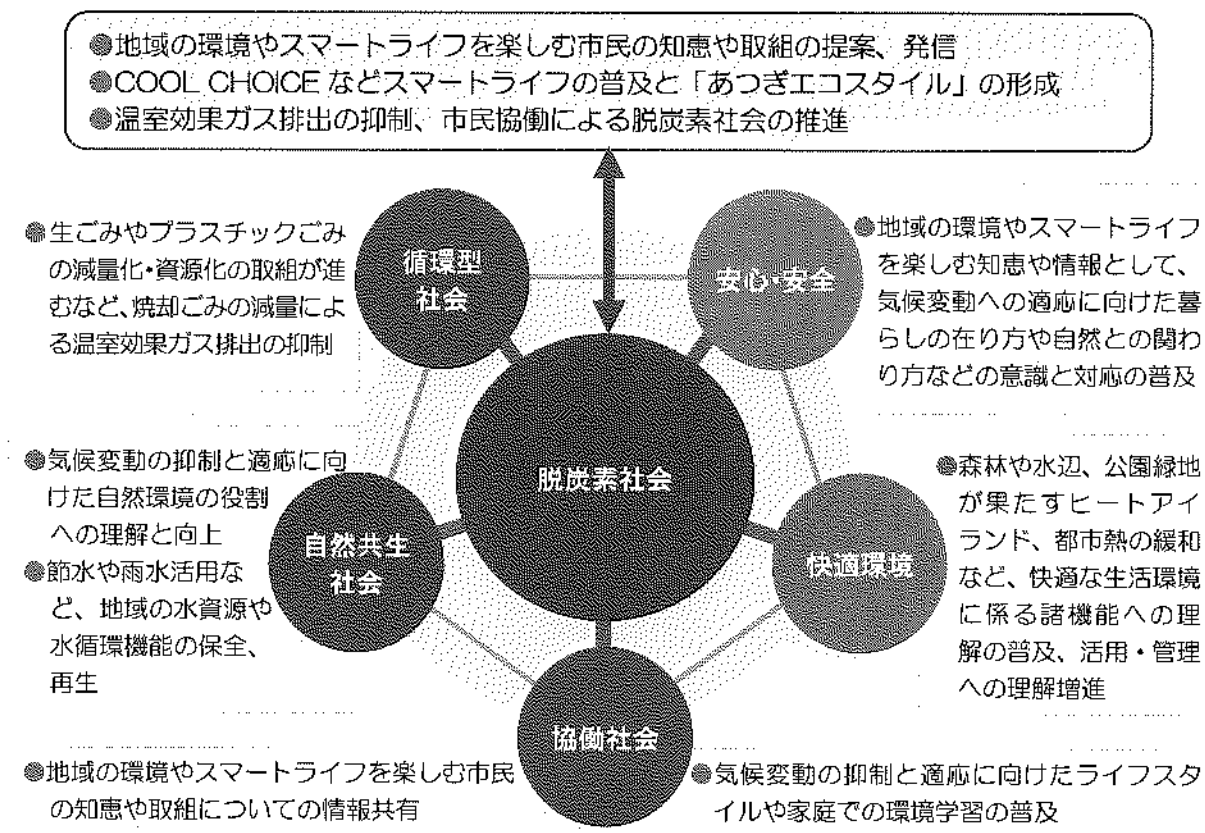 ●地域の環境やスマートライフを楽しむ市民の知恵や取組の提案、発信
●COOL CHOICE などスマートライフの普及と「あつぎエコスタイル」の形成
●温室効果ガス排出の抑制、市民協働による脱炭素社会の推進
●生ごみやプラスチックごみ
の減量化・資源化の取組が進
むなど、焼却ごみの減量によ
る温室効果ガス排出の抑制
循環型
社会
安心・安全
●地域の環境やスマートライフ
を楽しむ知恵や情報として、
気候変動への適応に向けた暮
らしの在り方や自然との関わ
り方などの意識と対応の普及
脱炭素社会
●気候変動の抑制と適応に向
けた自然環境の役割
への理解と向上
●節水や雨水活用な
ど、地域の水資源や
水循環機能の保全、
再生
自然共生
社会
快適環境
●森林や水辺、公園緑地
が果たすヒートアイ
ランド、都市熱の緩和
など、快適な生活環境
に係る諸機能への理
解の普及、活用・管理
への理解増進
協働社会
●地域の環境やスマートライフを楽しむ市民
の知恵や取組についての情報共有
●気候変動の抑制と適応に向けたライフスタ
イルや家庭での環境学習の普及